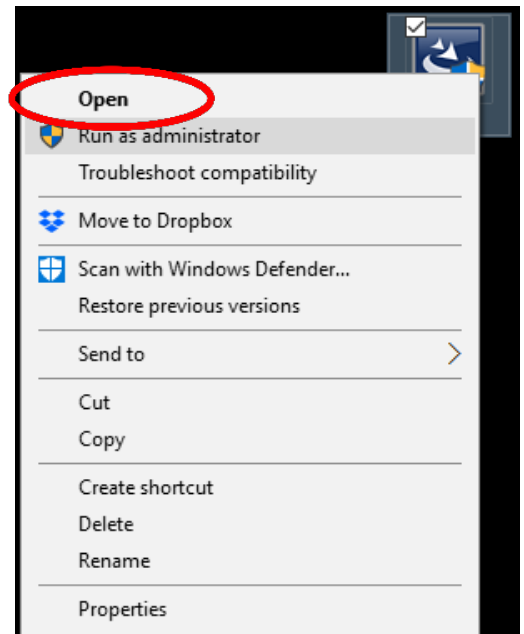 Open
Run as administrator
Troubleshoot compatibility
Move to Dropbox
Scan with Windows Defender...
Restore previous versions
Send to
Cut
Copy
Create shortcut
Delete
Rename
Properties